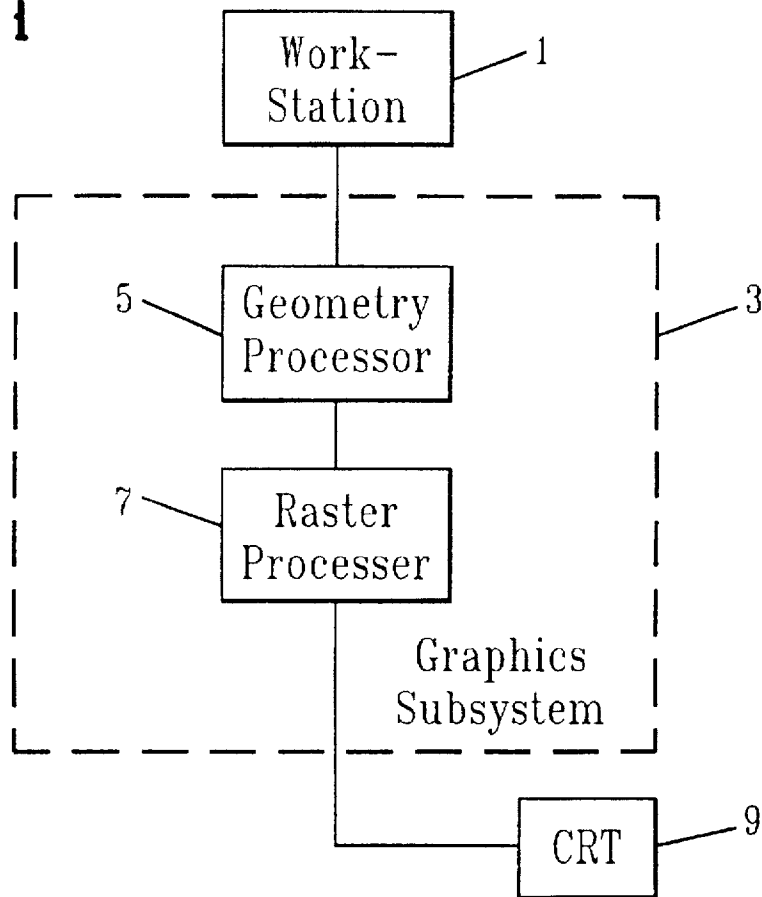 1
Work-
Station
1
5
Geometry
Processor
3
7
Raster
Processer
Graphics
Subsystem
CRT
9